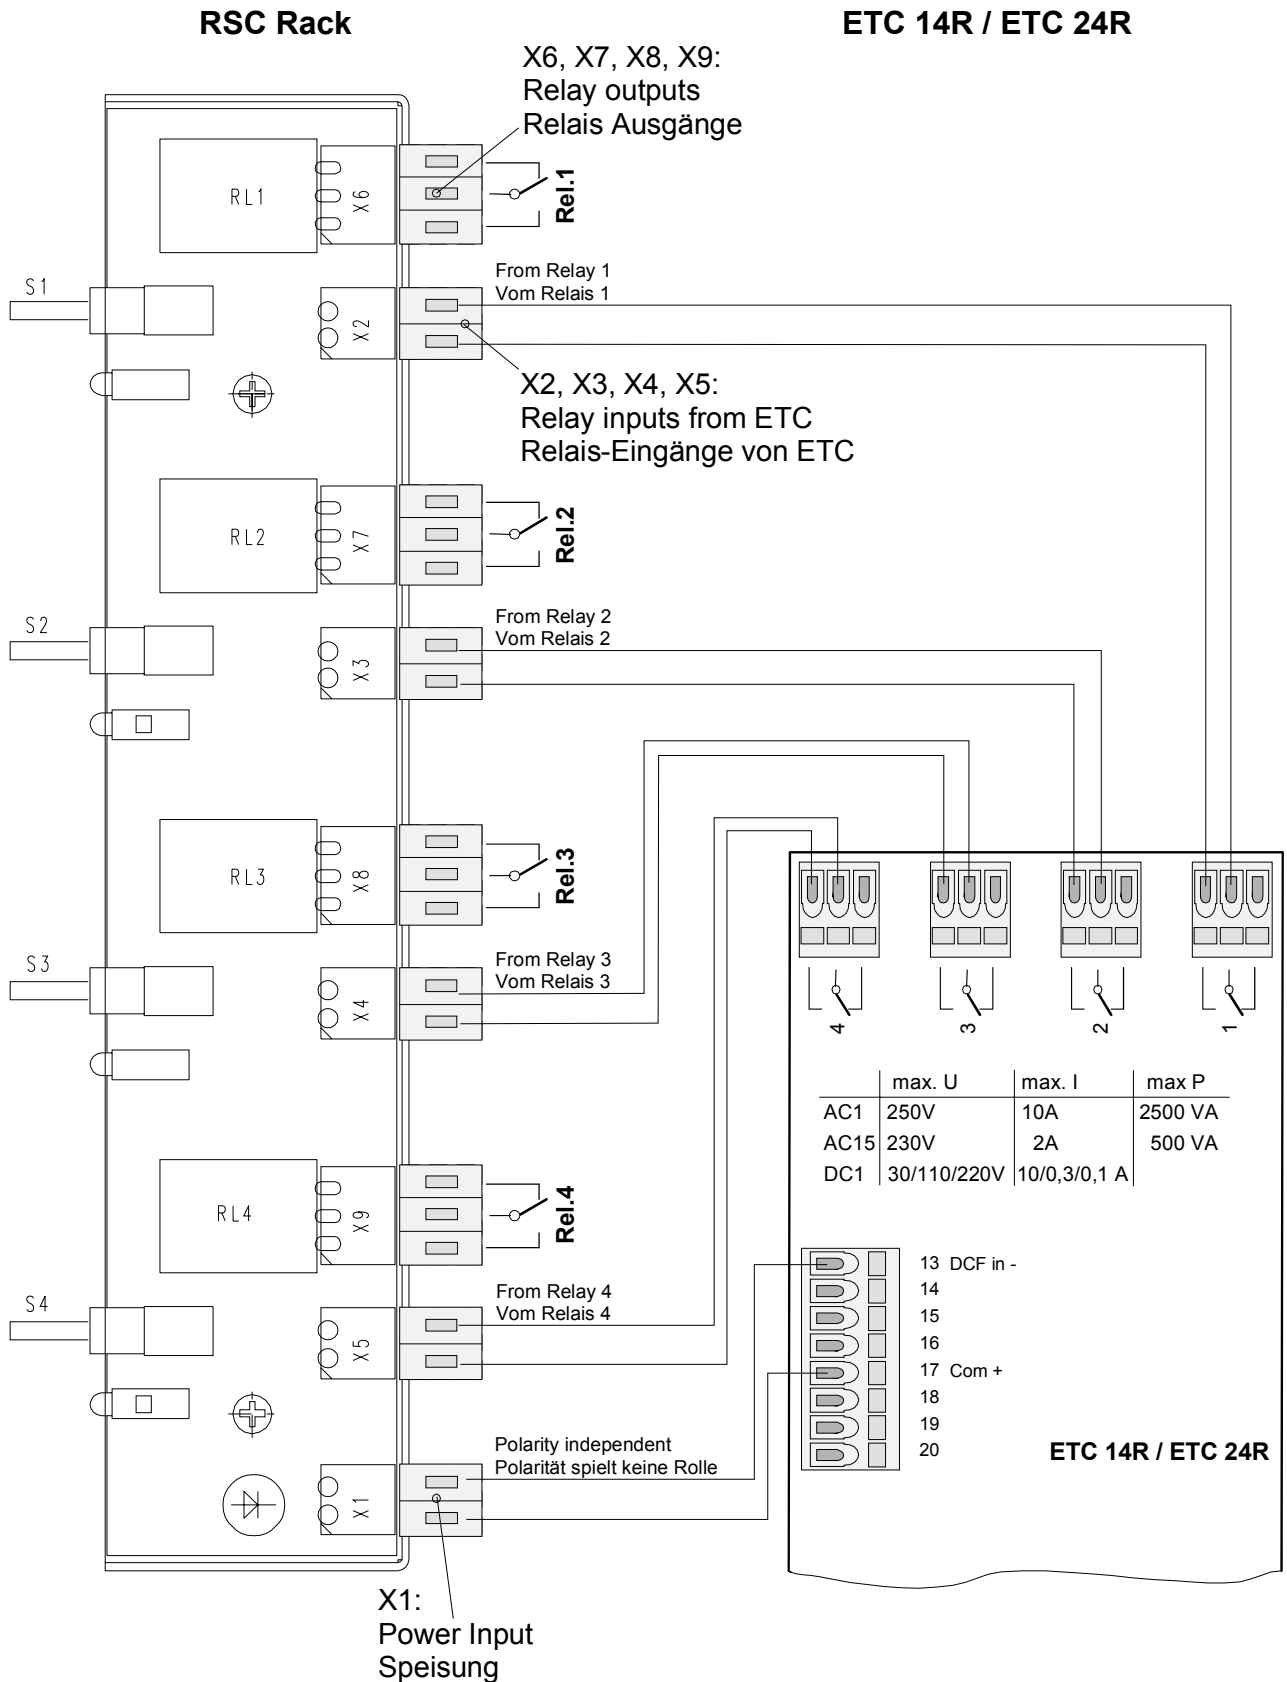 RSC Rack
ETC 14R / ETC 24R
X6, X7, X8, X9:
Relay outputs
Relais Ausgänge
RL1
X6
Rel.1
S1
X2
From Relay 1
Vom Relais 1
X2, X3, X4, X5:
Relay inputs from ETC
Relais-Eingänge von ETC
RL2
X7
Rel.2
S2
X3
From Relay 2
Vom Relais 2
RL3
X8
Rel.3
S3
X4
From Relay 3
Vom Relais 3
4
3
2
1
max. U max. I max P
AC1 250V 10A 2500 VA
AC15 230V 2A 500 VA
DC1 30/110/220V 10/0,3/0,1 A
RL4
X9
Rel.4
S4
X5
From Relay 4
Vom Relais 4
13 DCF in -
14
15
16
17 Com +
18
19
20
ETC 14R / ETC 24R
Polarity independent
Polarität spielt keine Rolle
X1
X1:
Power Input
Speisung